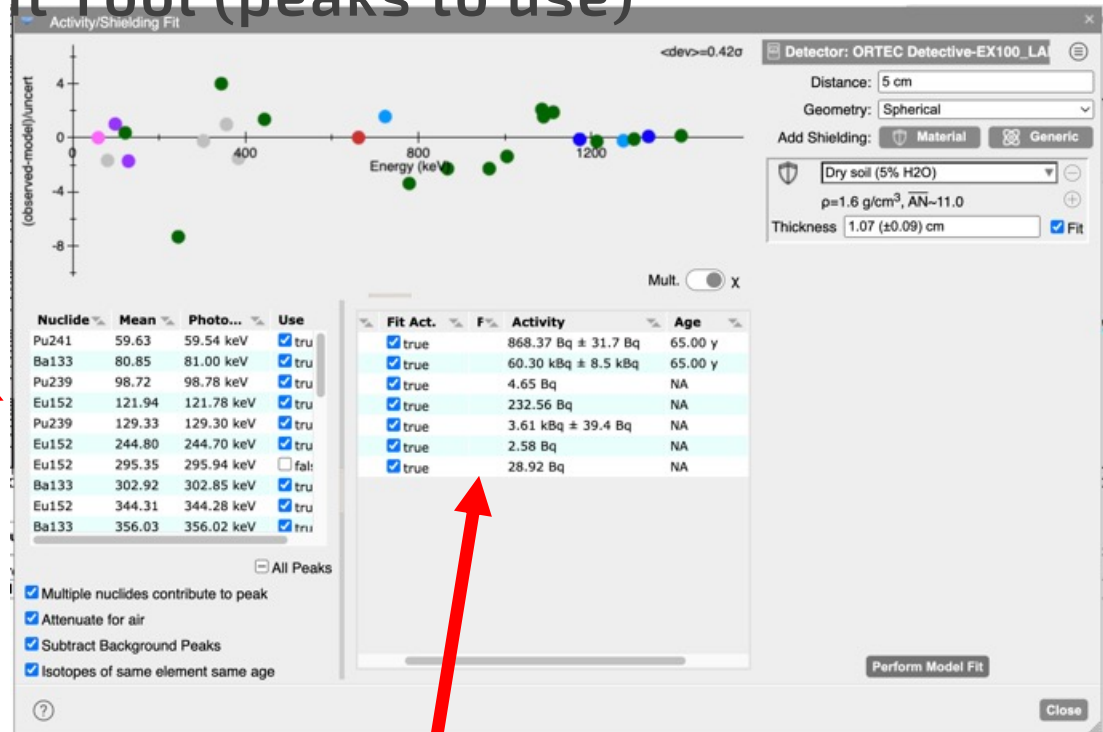 it Tool (peaks to use)
Activity/Shielding Fit
<dev>=0.42σ
(observed-model)/uncert
4
0
-4
-8
0
400
800
1200
Energy (keV)
Mult. X
Detector: ORTEC Detective-EX100_LA
Distance: 5 cm
Geometry: Spherical
Add Shielding: Material Generic
Dry soil (5% H2O)
ρ=1.6 g/cm3, AN~11.0
Thickness 1.07 (±0.09) cm Fit
Nuclide Mean Photo... Use
Pu241 59.63 59.54 keV tru
Ba133 80.85 81.00 keV tru
Pu239 98.72 98.78 keV tru
Eu152 121.94 121.78 keV tru
Pu239 129.33 129.30 keV tru
Eu152 244.80 244.70 keV tru
Eu152 295.35 295.94 keV fals
Ba133 302.92 302.85 keV tru
Eu152 344.31 344.28 keV tru
Ba133 356.03 356.02 keV tru
All Peaks
Multiple nuclides contribute to peak
Attenuate for air
Subtract Background Peaks
Isotopes of same element same age
Fit Act. F Activity Age
true 868.37 Bq ± 31.7 Bq 65.00 y
true 60.30 kBq ± 8.5 kBq 65.00 y
true 4.65 Bq NA
true 232.56 Bq NA
true 3.61 kBq ± 39.4 Bq NA
true 2.58 Bq NA
true 28.92 Bq NA
Perform Model Fit
?
Close